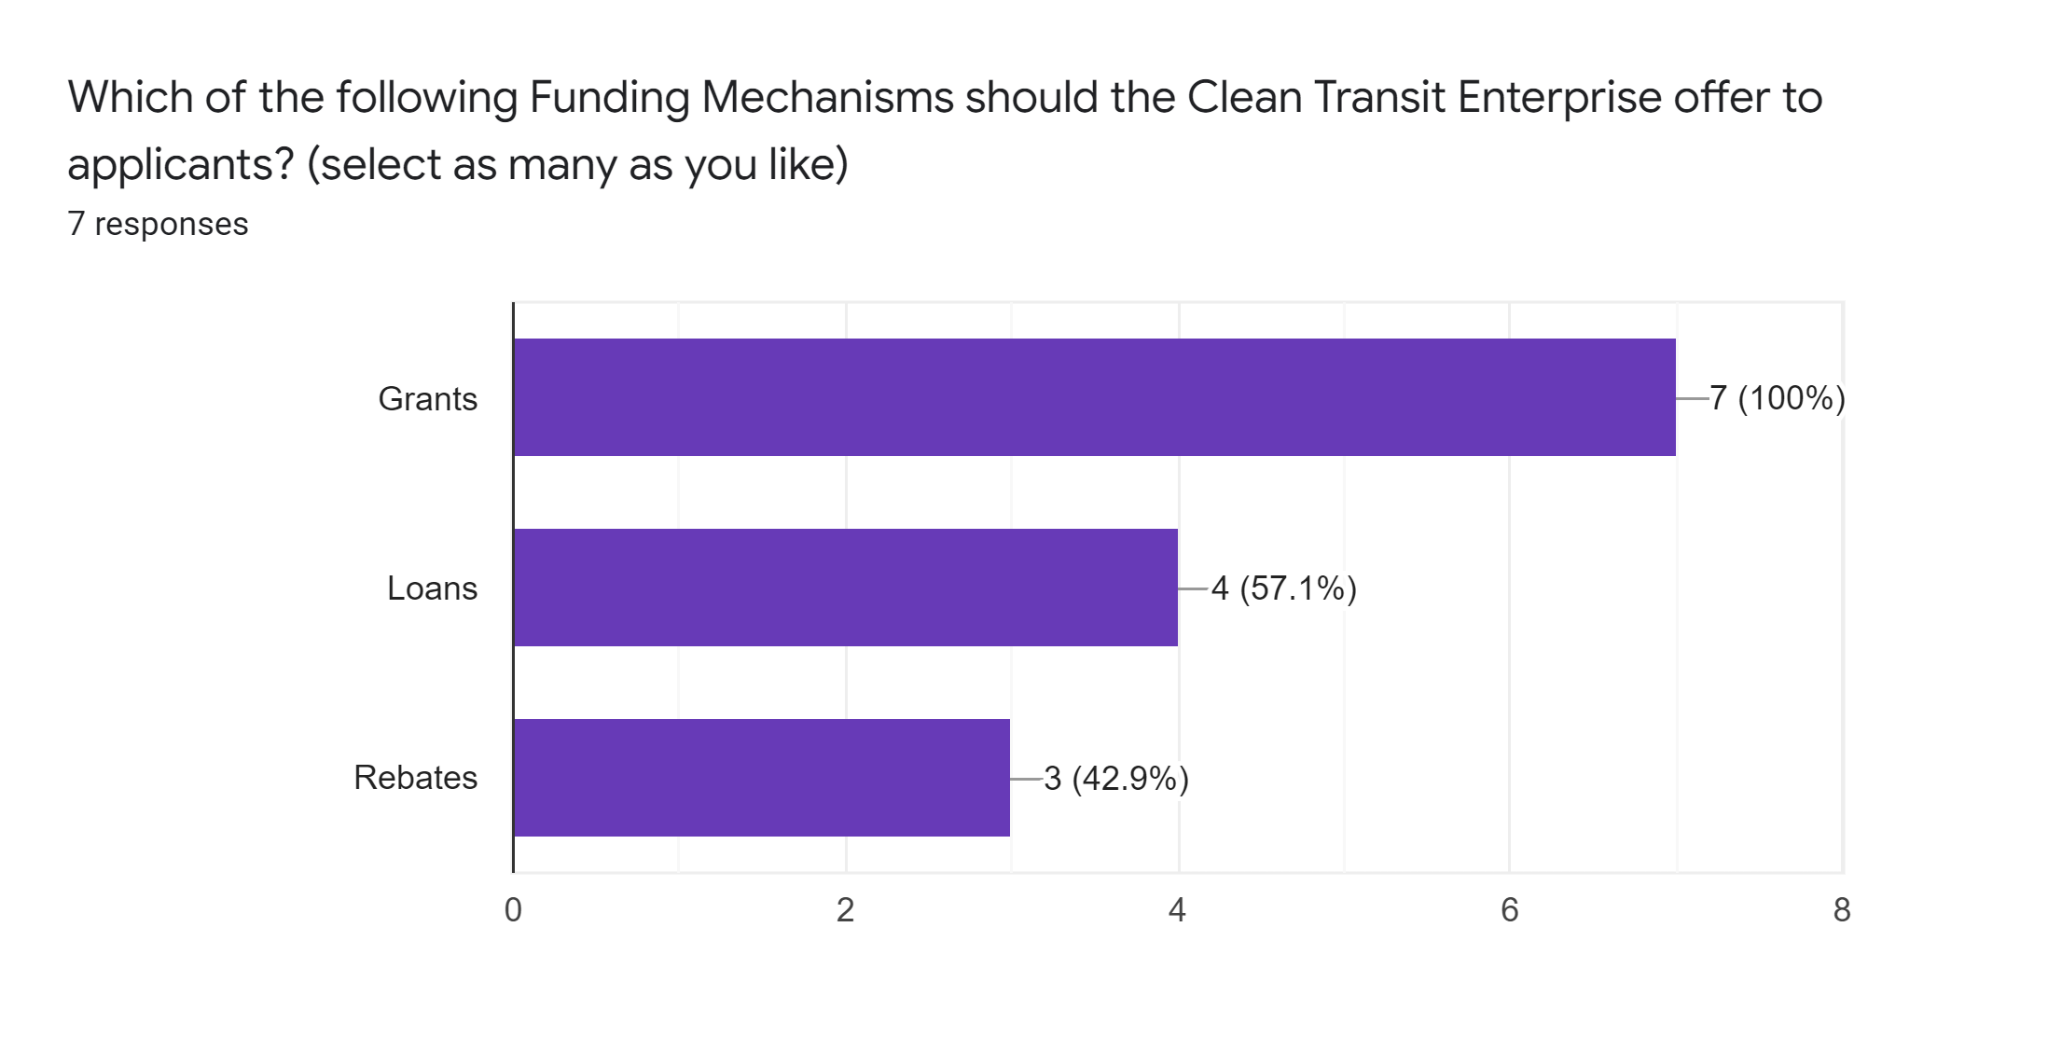 Which of the following Funding Mechanisms should the Clean Transit Enterprise offer to
applicants? (select as many as you like)
7 responses
Grants
7 (100%)
Loans
4 (57.1%)
Rebates
3 (42.9%)
0 2 4 6 8